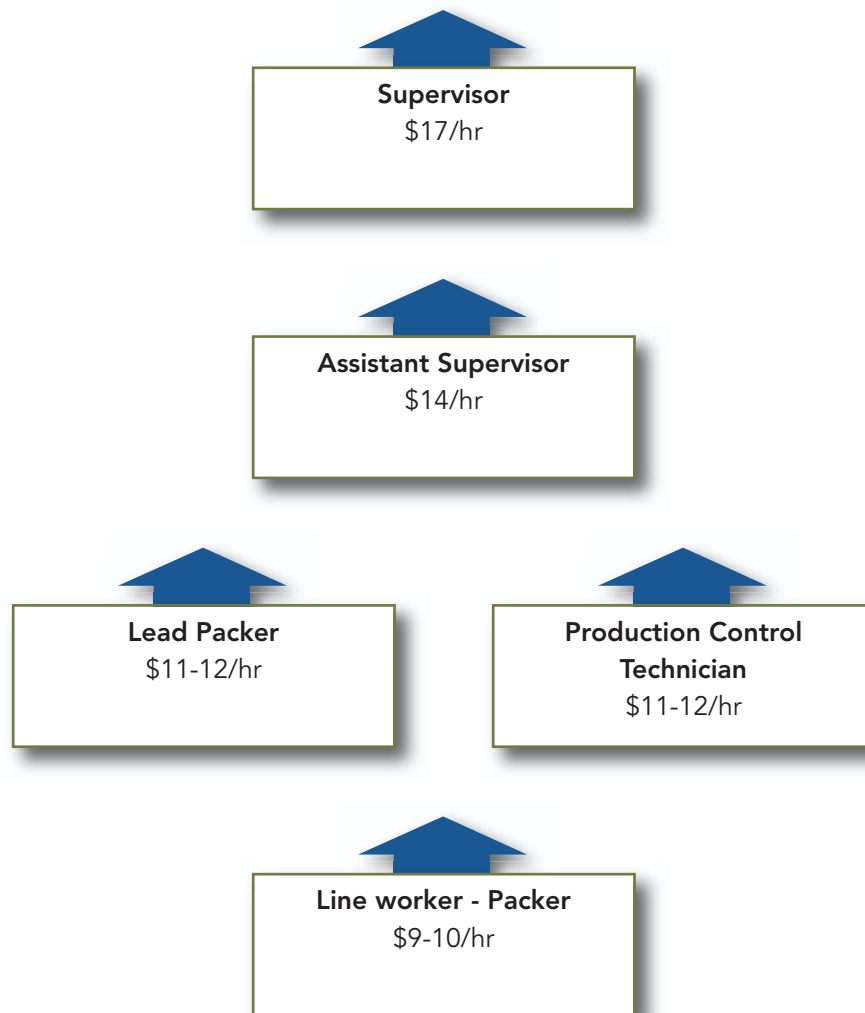 Supervisor
$17/hr
Assistant Supervisor
$14/hr
Lead Packer
$11-12/hr
Production Control
Technician
$11-12/hr
Line worker - Packer
$9-10/hr